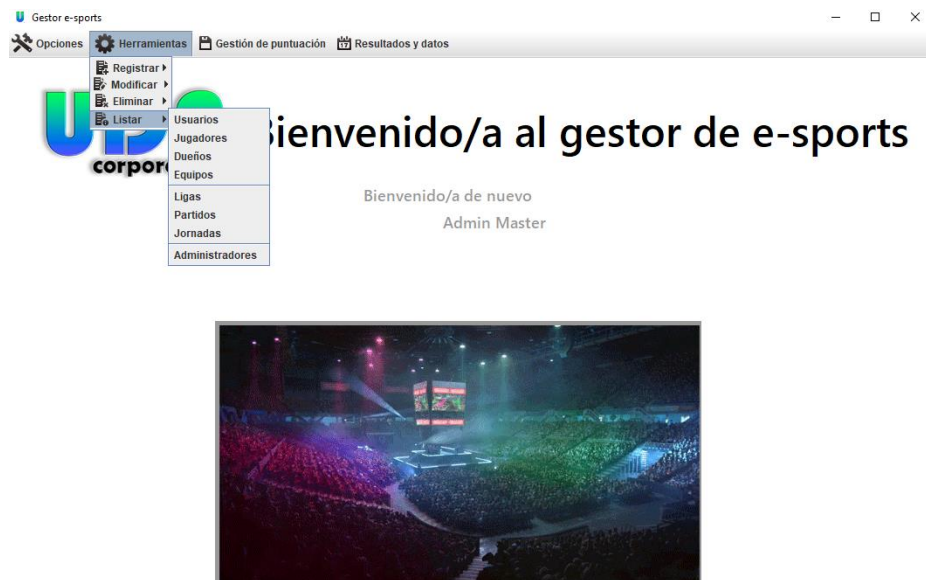 Gestor e-sports
Opciones Herramientas Gestión de puntuación Resultados y datos
Registrar
Modificar
Eliminar
Listar
Usuarios
Jugadores
Dueños
Equipos
Ligas
Partidos
Jornadas
Administradores
ienvenido/a al gestor de e-sports
corpor
Bienvenido/a de nuevo
Admin Master